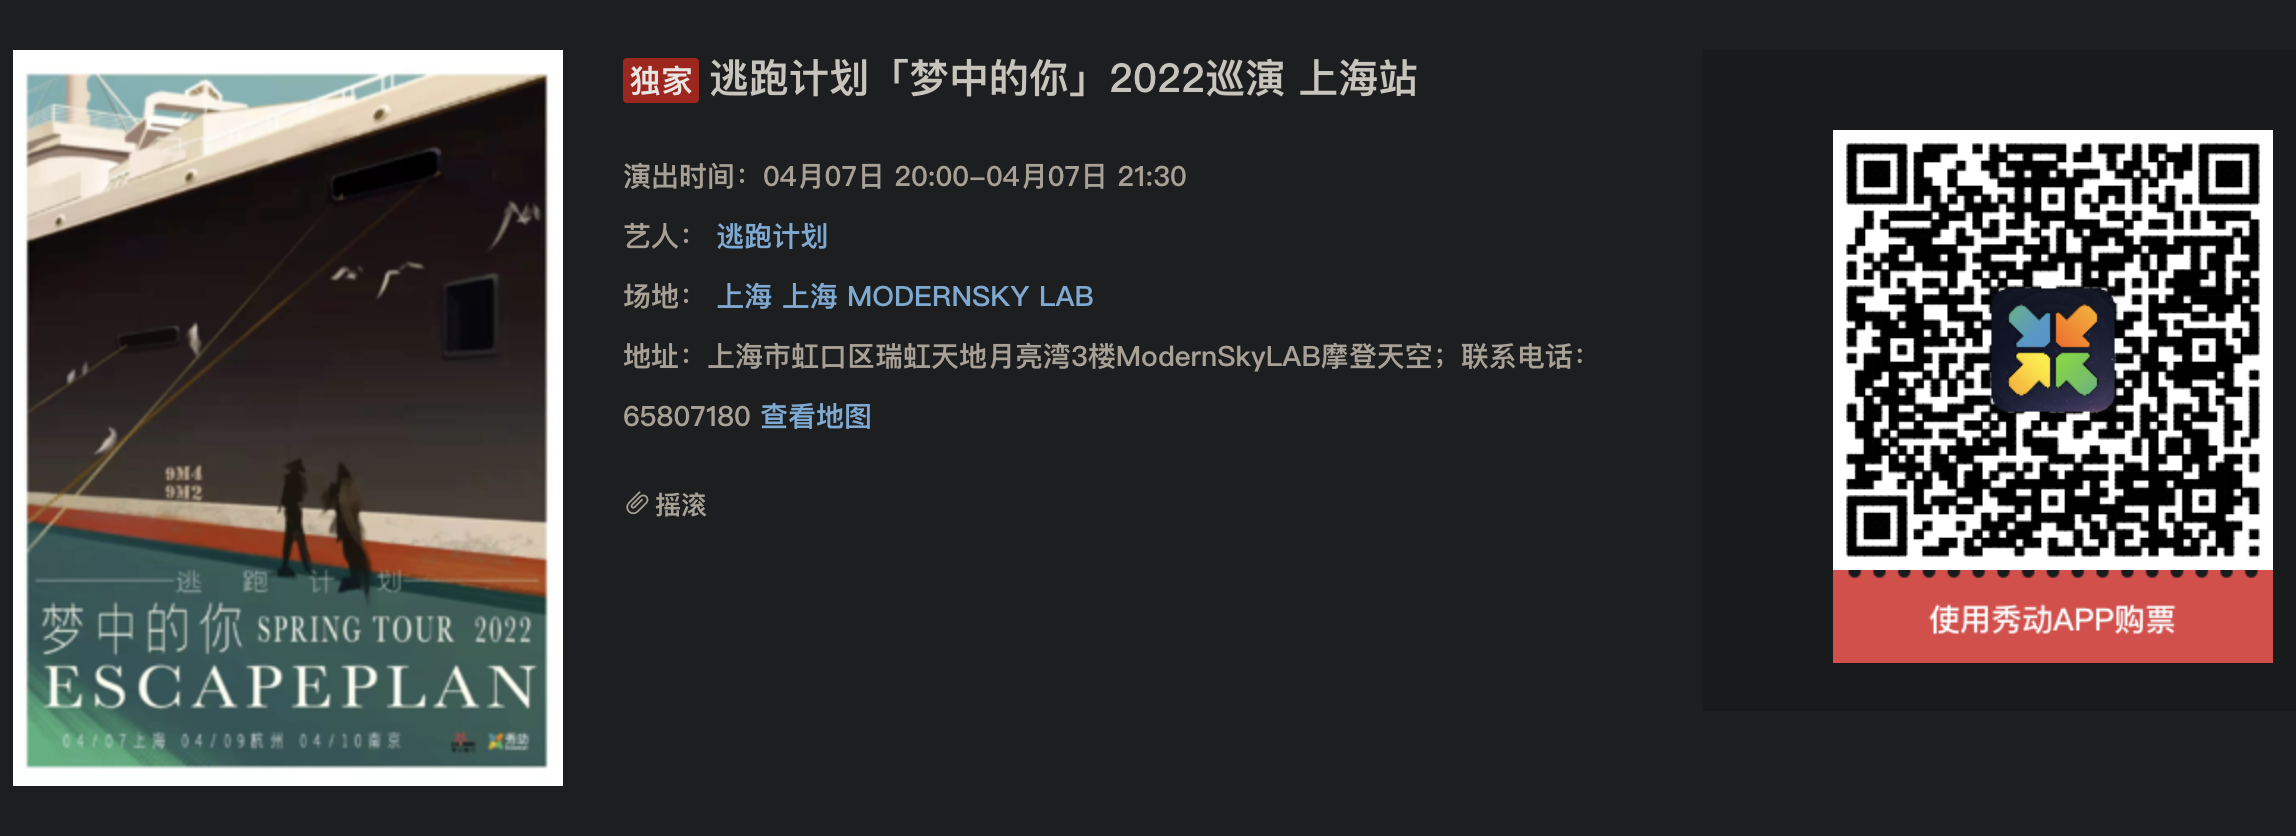 独家 逃跑计划「梦中的你」2022巡演 上海站
演出时间：04月07日 20:00-04月07日 21:30
艺人： 逃跑计划
场地： 上海 上海 MODERNSKY LAB
地址：上海市虹口区瑞虹天地月亮湾3楼ModernSkyLAB摩登天空；联系电话：
65807180 查看地图
摇滚
9M4
9M2
逃跑计划
梦中的你 SPRING TOUR 2022
ESCAPEPLAN
04/07上海 04/09杭州 04/10南京
秀动
使用秀动APP购票